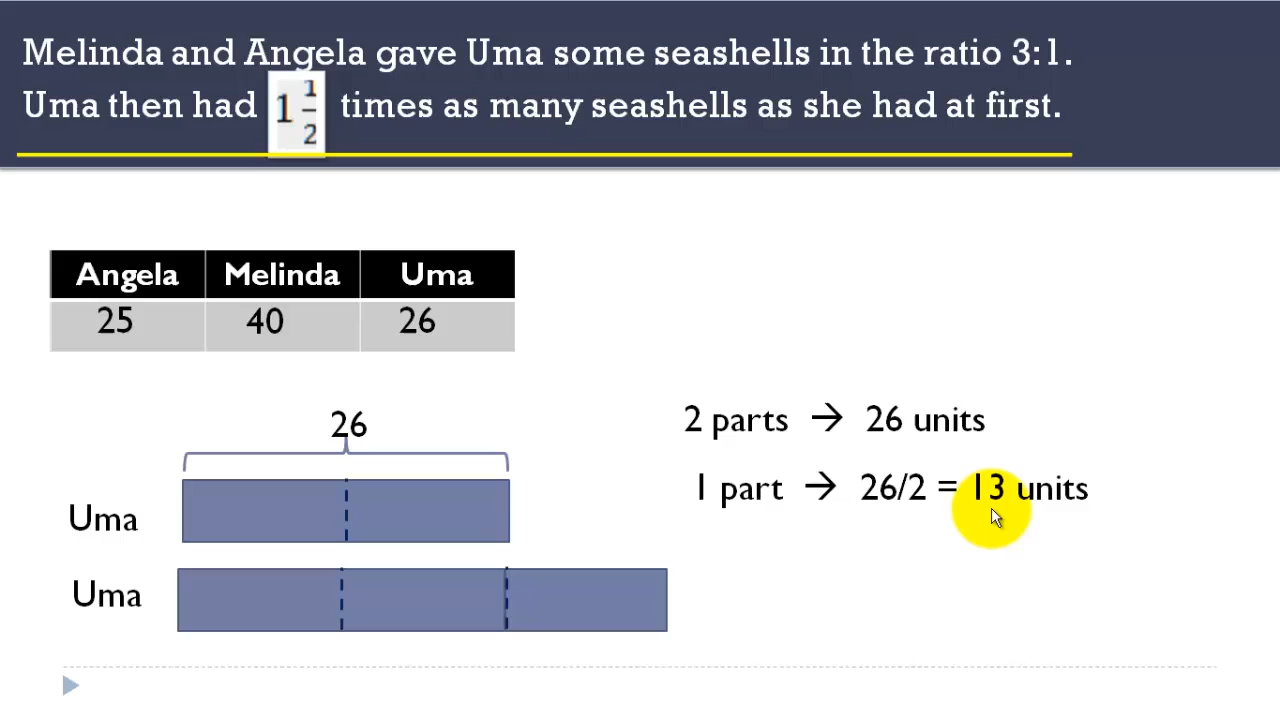 Melinda and Angela gave Uma some seashells in the ratio 3:1.
Uma then had 1 1/2 times as many seashells as she had at first.
Angela Melinda Uma
25 40 26
26
2 parts → 26 units
1 part → 26/2 = 13 units
Uma
Uma